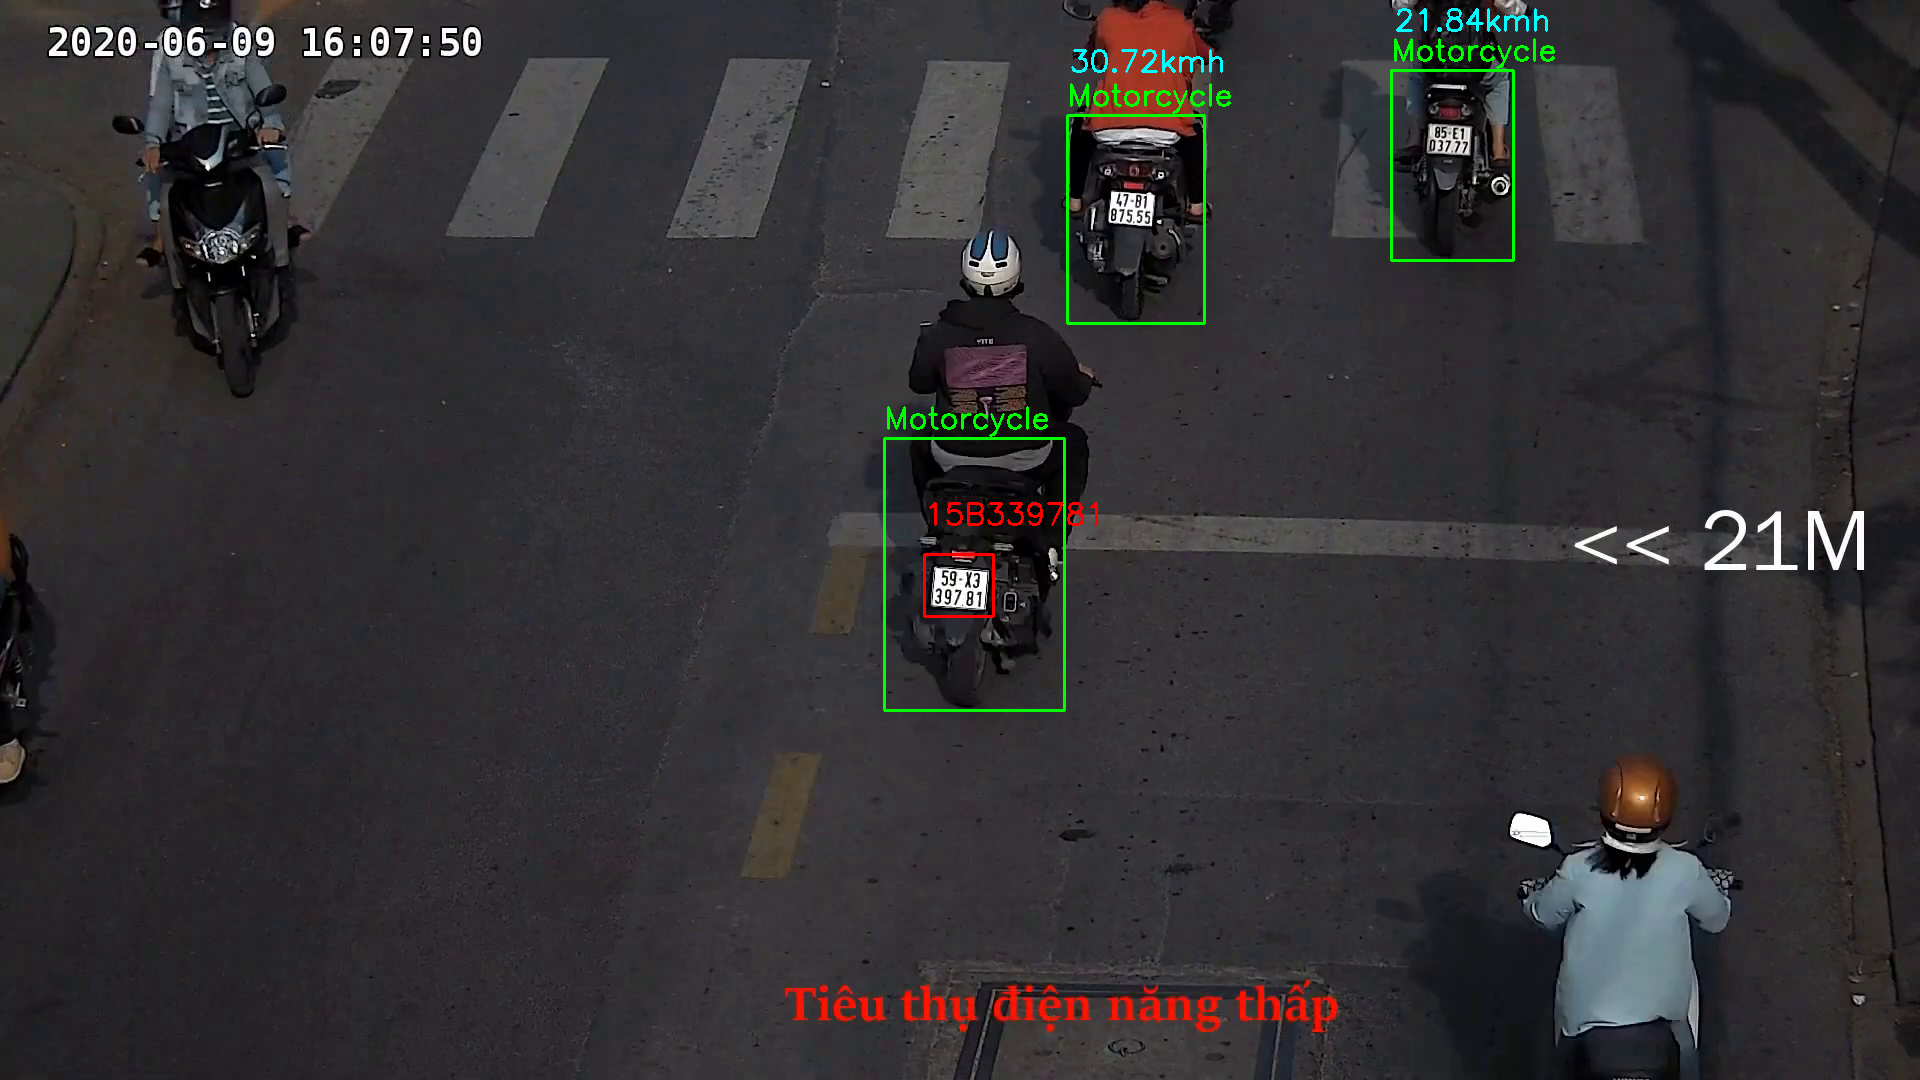 2020-06-09 16:07:50
21.84kmh
Motorcycle
30.72kmh
Motorcycle
85-E1
037.77
47-B1
875.55
Motorcycle
15B339781
59-X3
397.81
<< 21M
Tiêu thụ điện năng thấp